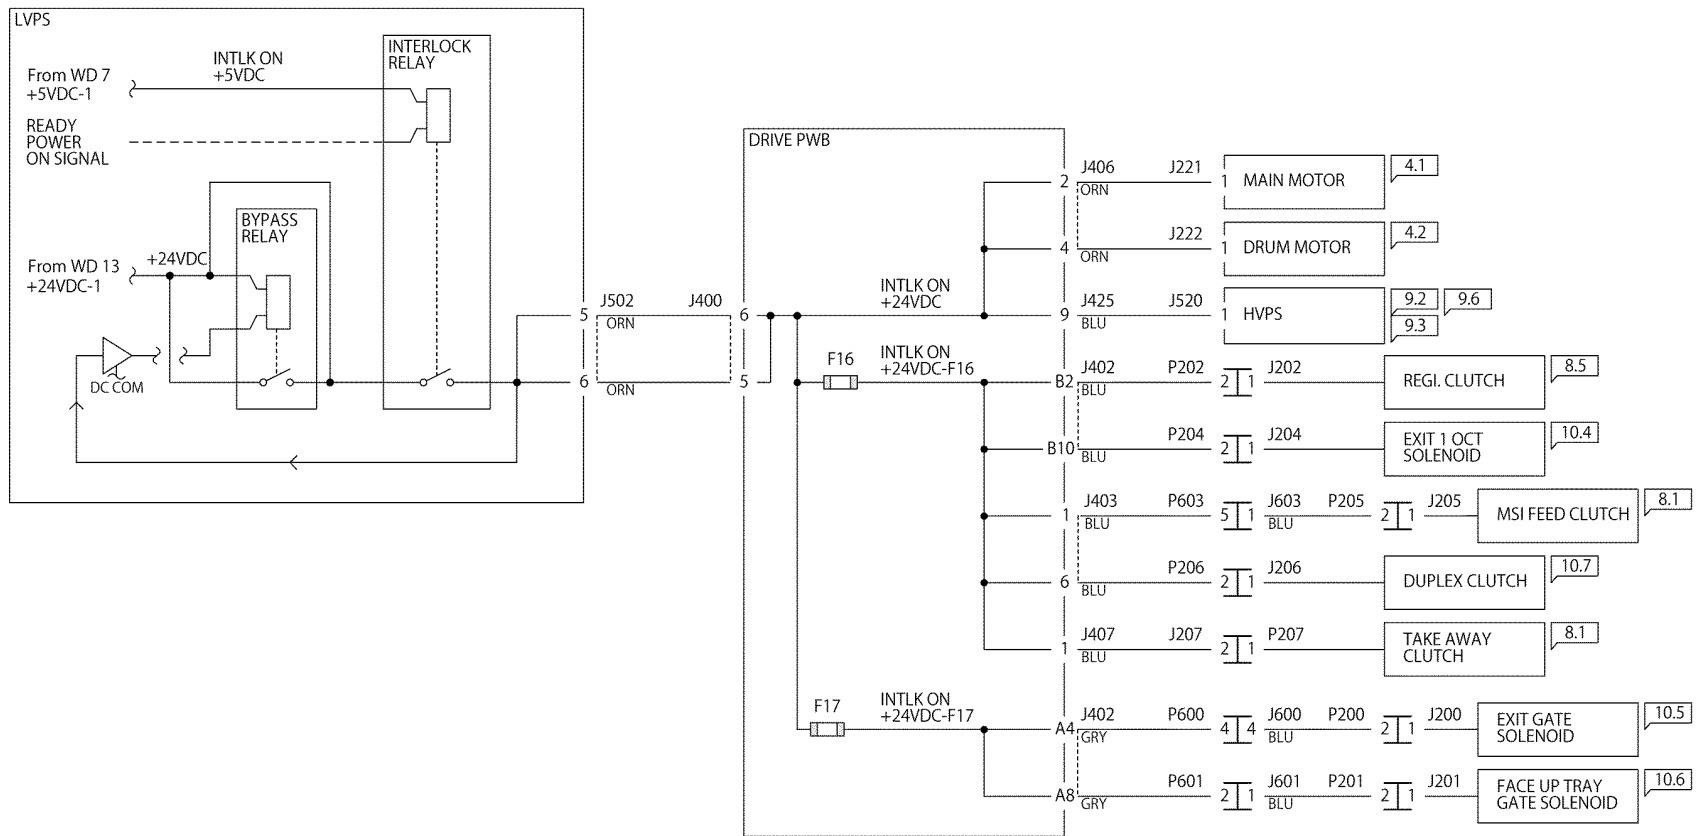 LVPS
INTERLOCK
RELAY
INTLK ON
+5VDC
From WD 7
+5VDC-1
READY
POWER
ON SIGNAL
BYPASS
RELAY
+24VDC
From WD 13
+24VDC-1
DC COM
5 J502 J400 6
ORN
6 5
ORN
DRIVE PWB
INTLK ON
+24VDC
F16
INTLK ON
+24VDC-F16
F17
INTLK ON
+24VDC-F17
2 J406 J221 1 MAIN MOTOR 4.1
ORN
4 J222 1 DRUM MOTOR 4.2
ORN
9 J425 J520 1 HVPS 9.2 9.6
BLU 9.3
B2 J402 P202 2 1 J202 REGI. CLUTCH 8.5
BLU
B10 P204 2 1 J204 EXIT 1 OCT
SOLENOID 10.4
BLU
1 J403 P603 5 1 J603 P205 2 1 J205 MSI FEED CLUTCH 8.1
BLU BLU
6 P206 2 1 J206 DUPLEX CLUTCH 10.7
BLU
1 J407 J207 2 1 P207 TAKE AWAY
CLUTCH 8.1
BLU
A4 J402 P600 4 4 J600 P200 2 1 J200 EXIT GATE
SOLENOID 10.5
GRY BLU
A8 P601 2 1 J601 P201 2 1 J201 FACE UP TRAY
GATE SOLENOID 10.6
GRY BLU